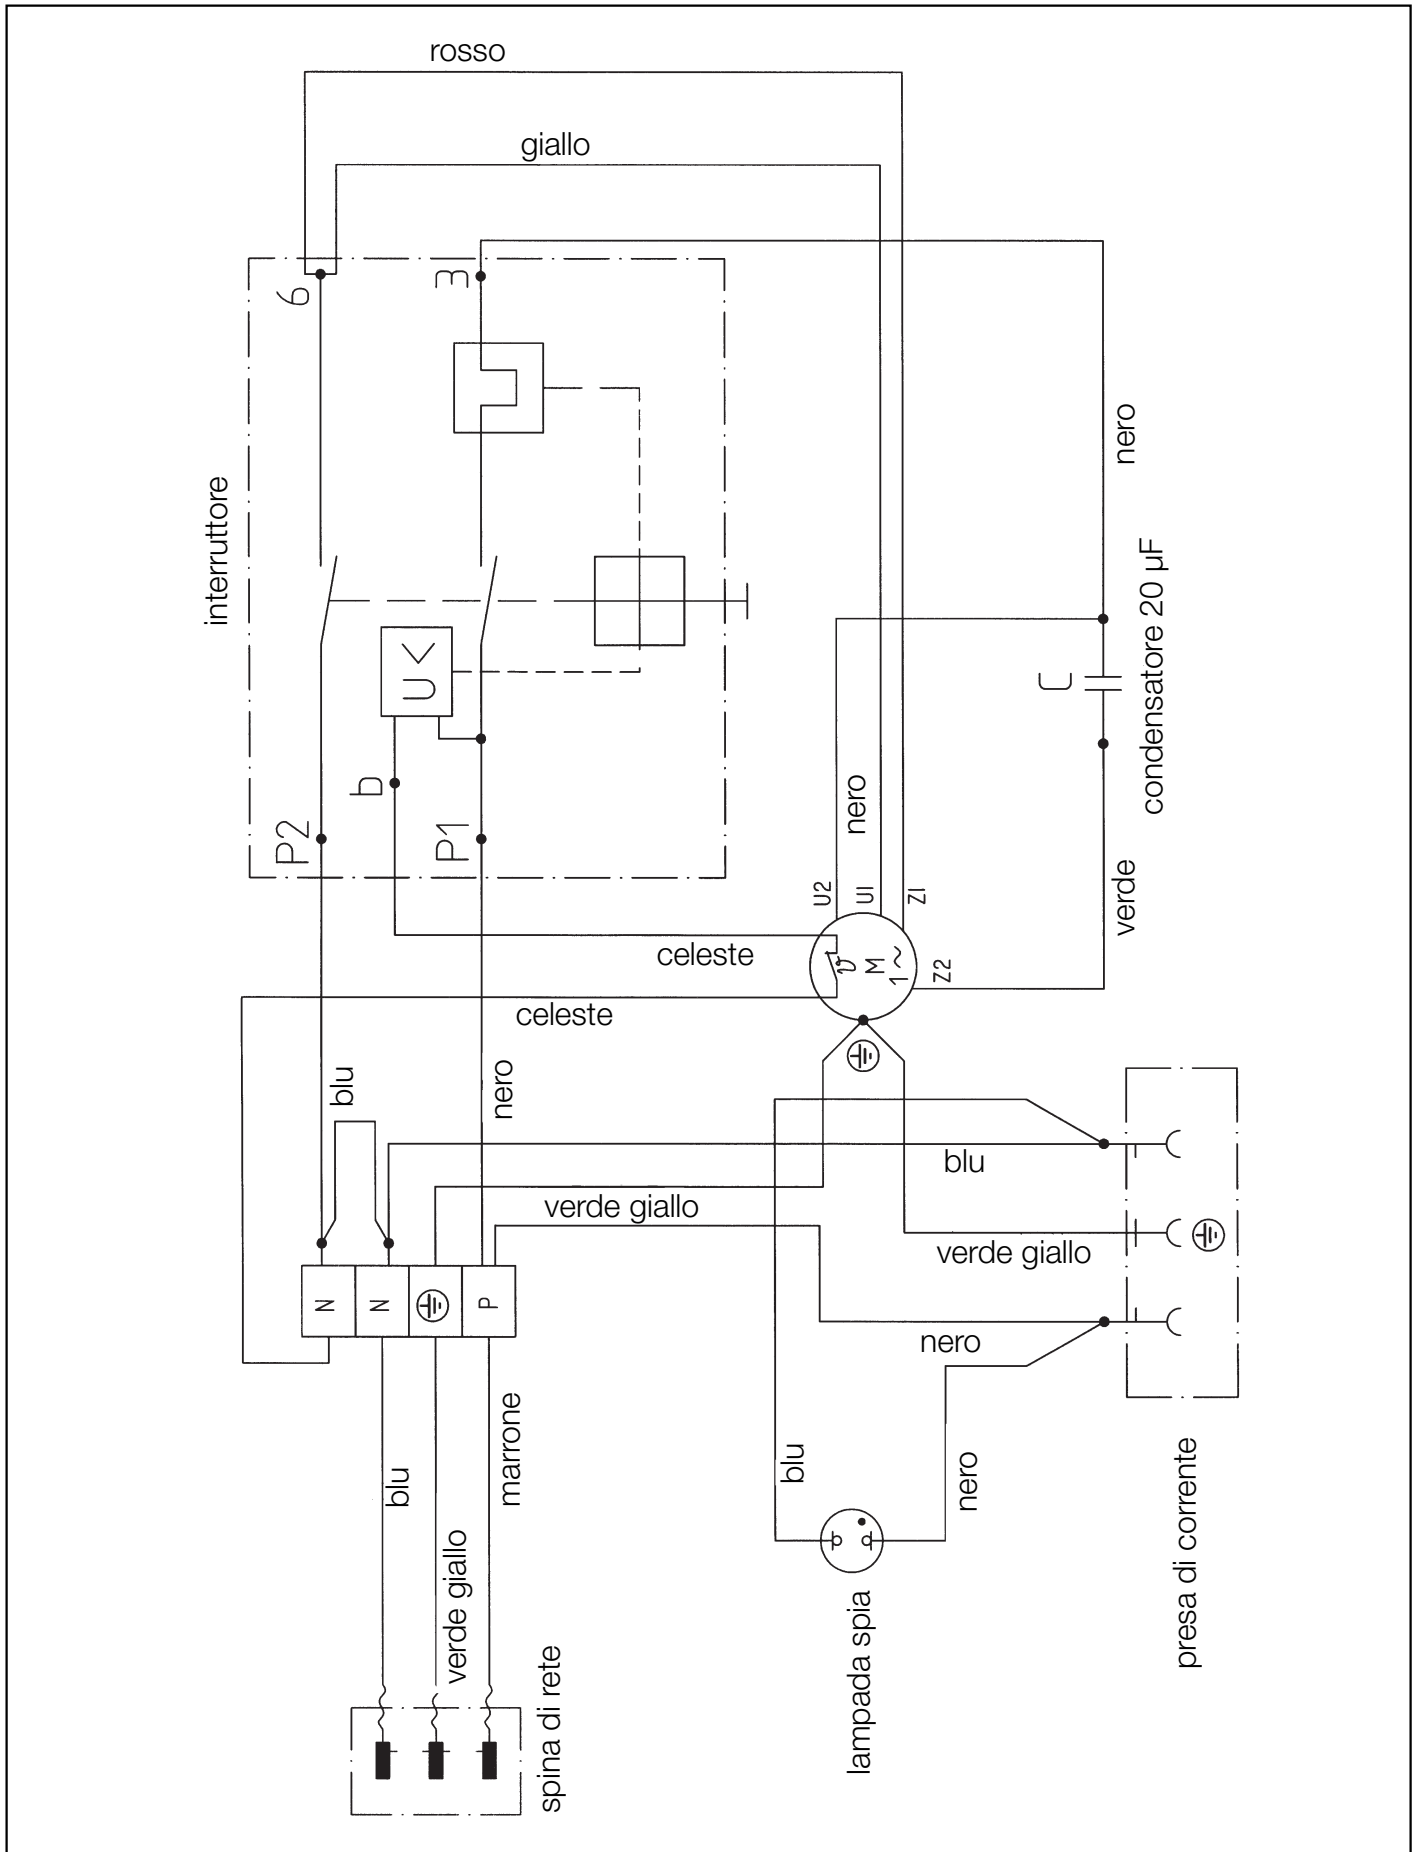 rosso
giallo
6
3
interruttore
nero
U<
b
P2
P1
C
condensatore 20 µF
nero
U2
U1
Z1
verde
celeste
ϑ
M
1~
Z2
celeste
blu
nero
blu
verde giallo
verde giallo
N
N
P
nero
marrone
blu
blu
nero
verde giallo
presa di corrente
lampada spia
spina di rete